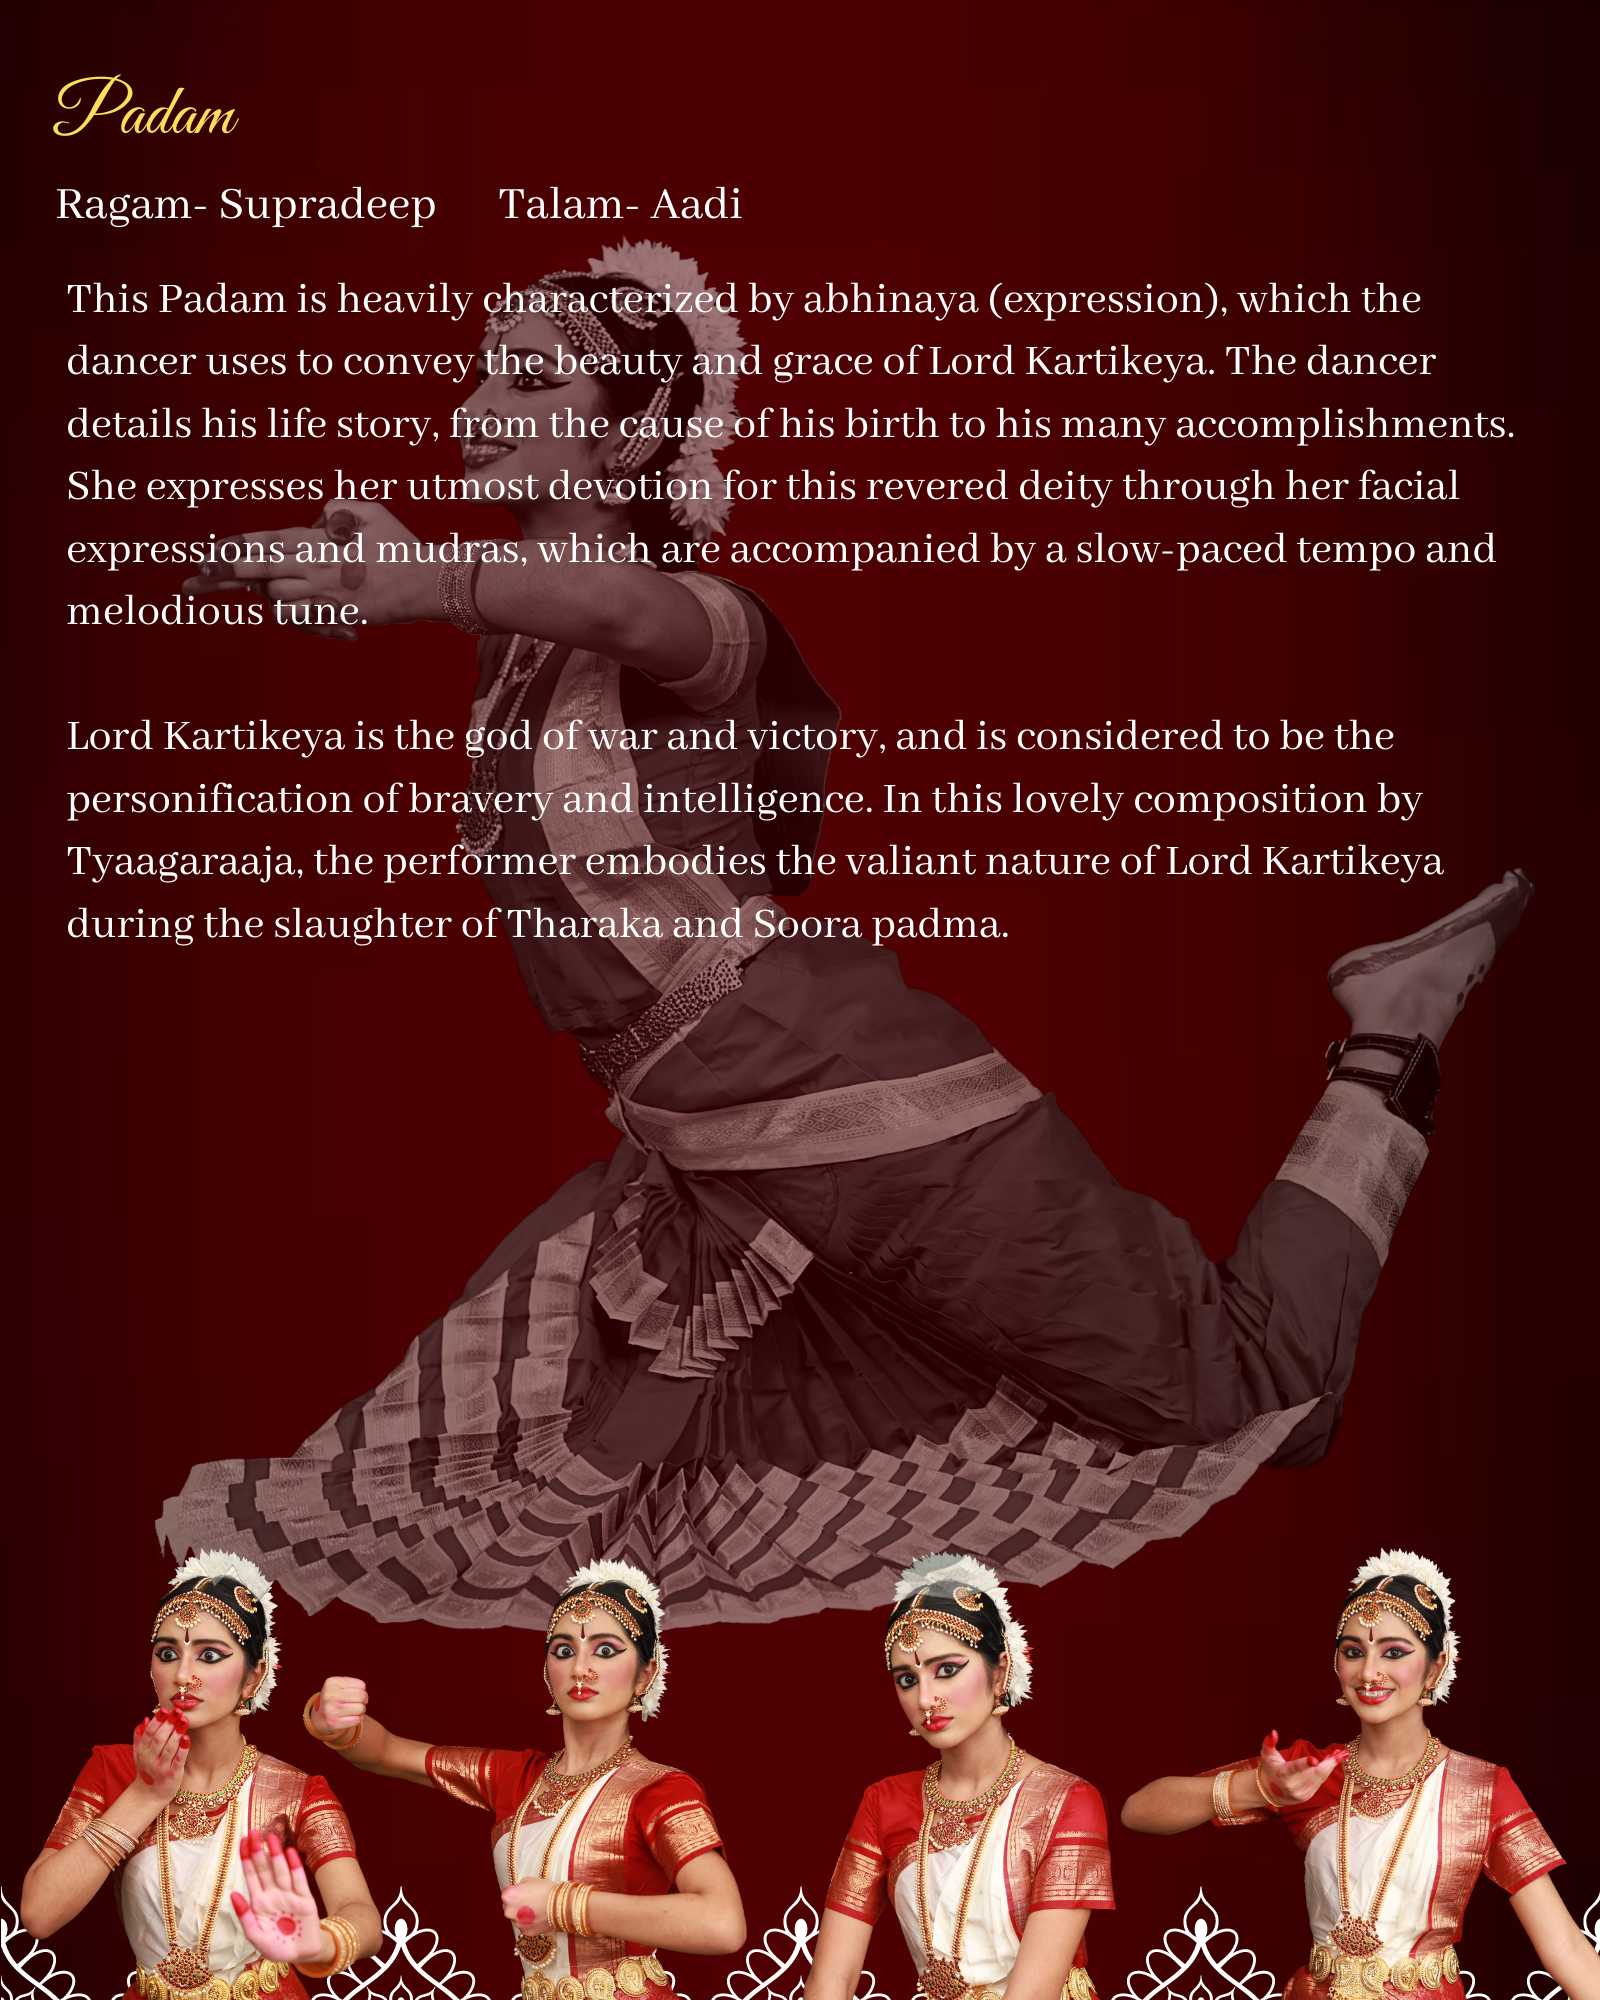 Padam
Ragam- Supradeep Talam- Aadi
This Padam is heavily characterized by abhinaya (expression), which the
dancer uses to convey the beauty and grace of Lord Kartikeya. The dancer
details his life story, from the cause of his birth to his many accomplishments.
She expresses her utmost devotion for this revered deity through her facial
expressions and mudras, which are accompanied by a slow-paced tempo and
melodious tune.
Lord Kartikeya is the god of war and victory, and is considered to be the
personification of bravery and intelligence. In this lovely composition by
Tyaagaraaja, the performer embodies the valiant nature of Lord Kartikeya
during the slaughter of Tharaka and Soora padma.